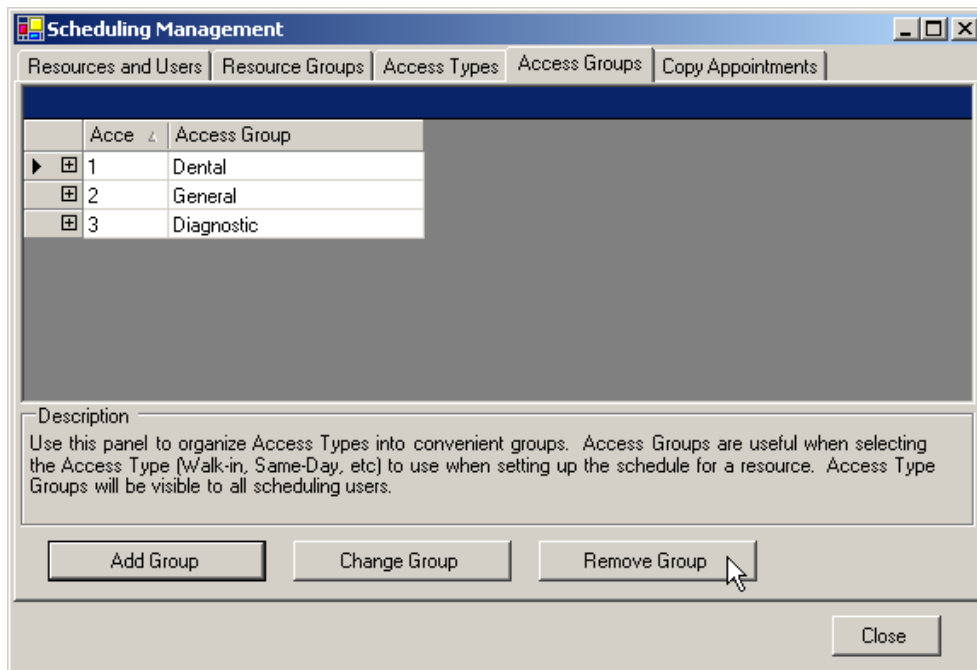 Scheduling Management
Resources and Users Resource Groups Access Types Access Groups Copy Appointments
Acce Access Group
1 Dental
2 General
3 Diagnostic
Description
Use this panel to organize Access Types into convenient groups. Access Groups are useful when selecting
the Access Type (Walk-in, Same-Day, etc) to use when setting up the schedule for a resource. Access Type
Groups will be visible to all scheduling users.
Add Group Change Group Remove Group
Close